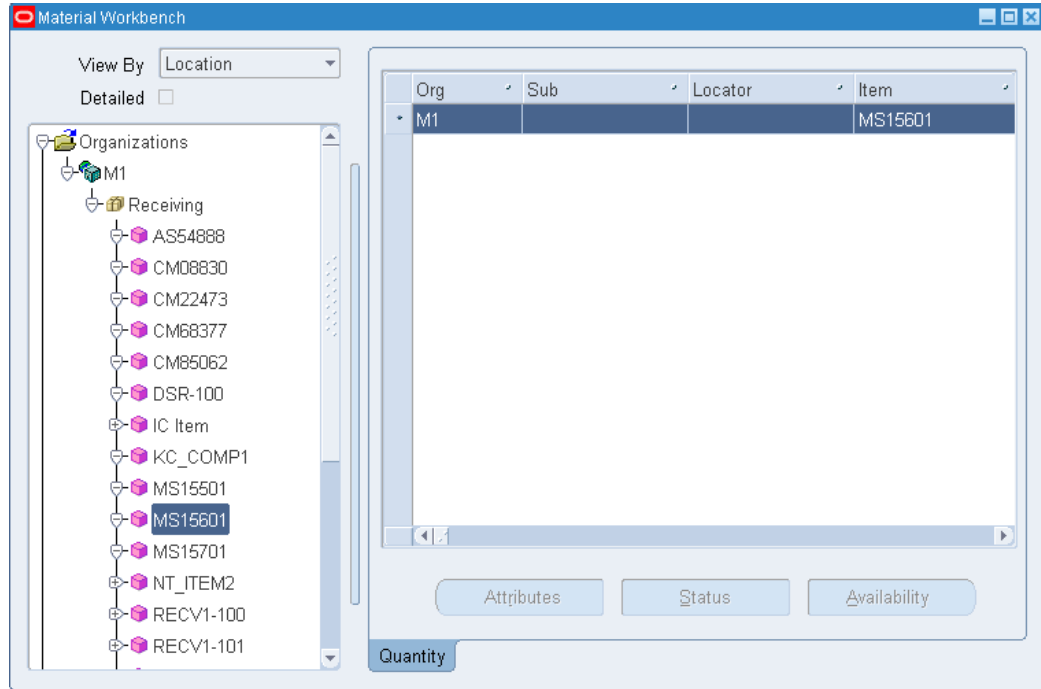 Material Workbench
View By Location
Detailed
Organizations
M1
Receiving
AS54888
CM08830
CM22473
CM68377
CM85062
DSR-100
IC Item
KC_COMP1
MS15501
MS15601
MS15701
NT_ITEM2
RECV1-100
RECV1-101
Org Sub Locator Item
M1 MS15601
Attributes Status Availability
Quantity